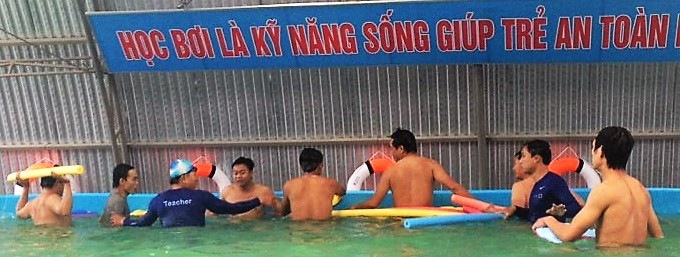 HỌC BƠI LÀ KỸ NĂNG SỐNG GIÚP TRẺ AN TOÀN
Teacher